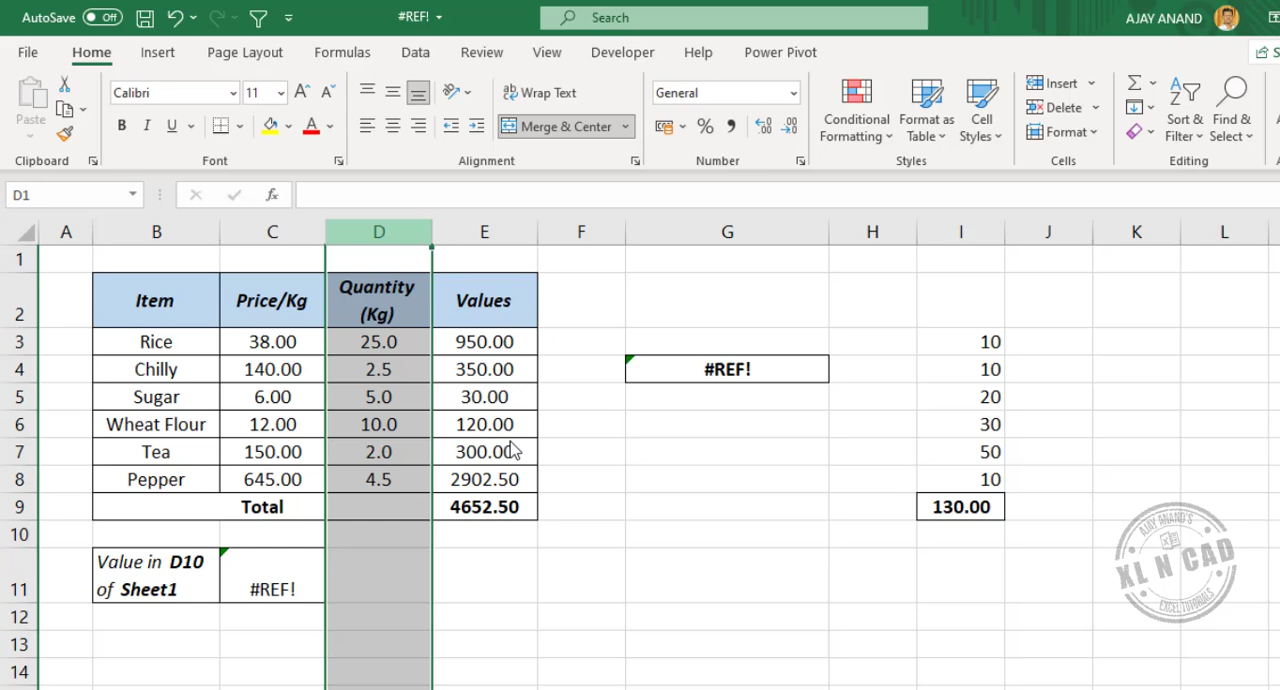 AutoSave Off #REF! Search AJAY ANAND
File Home Insert Page Layout Formulas Data Review View Developer Help Power Pivot S
Paste Calibri 11 A A Wrap Text General Conditional Formatting Format as Table Cell Styles Insert Sort & Filter Find & Select
B I U A Merge & Center % , Delete
Format
Clipboard Font Alignment Number Styles Cells Editing
D1 fx
A B C D E F G H I J K L
1
2 Item Price/Kg Quantity (Kg) Values
3 Rice 38.00 25.0 950.00 10
4 Chilly 140.00 2.5 350.00 #REF! 10
5 Sugar 6.00 5.0 30.00 20
6 Wheat Flour 12.00 10.0 120.00 30
7 Tea 150.00 2.0 300.00 50
8 Pepper 645.00 4.5 2902.50 10
9 Total 4652.50 130.00
10
11 Value in D10 of Sheet1 #REF!
12
13
14
AJAY ANAND'S
XL N CAD
EXCEL TUTORIALS